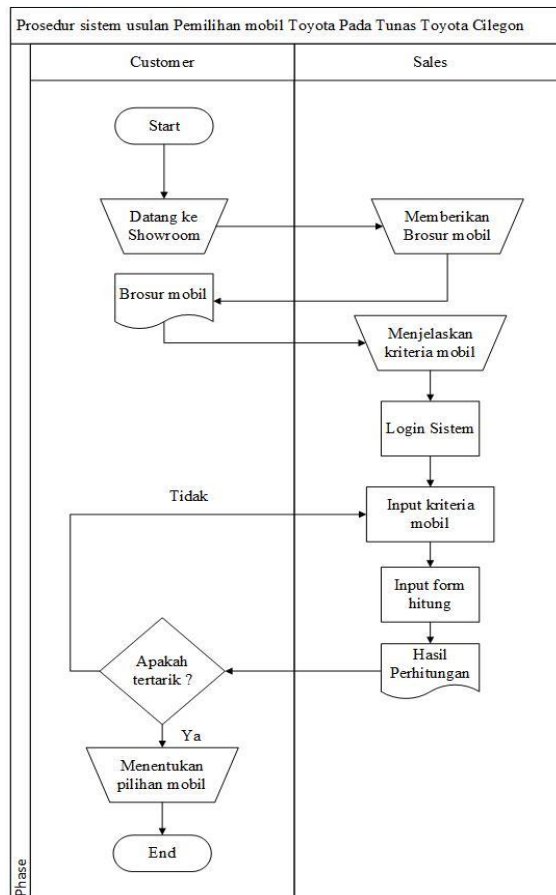 Prosedur sistem usulan Pemilihan mobil Toyota Pada Tunas Toyota Cilegon
Customer
Sales
Start
Datang ke
Showroom
Memberikan
Brosur mobil
Brosur mobil
Menjelaskan
kriteria mobil
Login Sistem
Tidak
Input kriteria
mobil
Input form
hitung
Hasil
Perhitungan
Apakah
tertarik ?
Ya
Menentukan
pilihan mobil
End
Phase